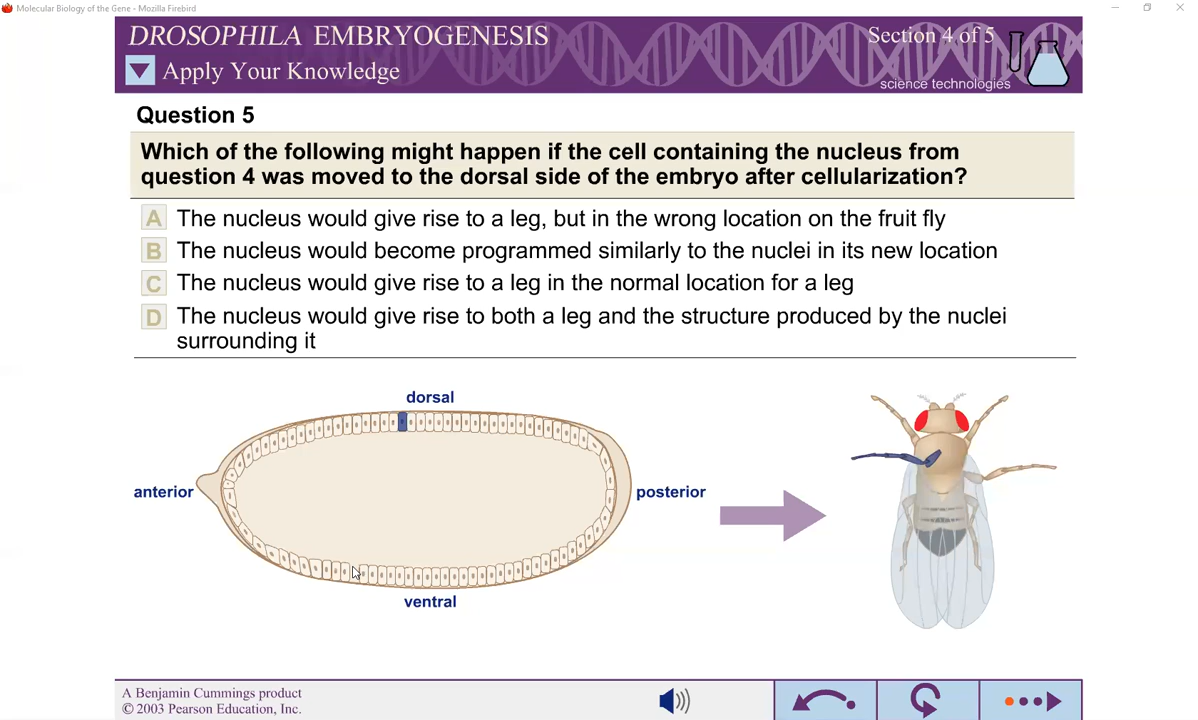 Molecular Biology of the Gene - Mozilla Firebird
DROSOPHILA EMBRYOGENESIS
Section 4 of 5
Apply Your Knowledge
science technologies
Question 5
Which of the following might happen if the cell containing the nucleus from
question 4 was moved to the dorsal side of the embryo after cellularization?
A The nucleus would give rise to a leg, but in the wrong location on the fruit fly
B The nucleus would become programmed similarly to the nuclei in its new location
C The nucleus would give rise to a leg in the normal location for a leg
D The nucleus would give rise to both a leg and the structure produced by the nuclei
surrounding it
dorsal
anterior
posterior
ventral
A Benjamin Cummings product
© 2003 Pearson Education, Inc.